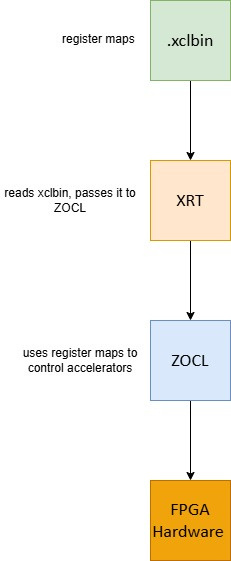 register maps
.xclbin
reads xclbin, passes it to
ZOCL
XRT
uses register maps to
control accelerators
ZOCL
FPGA
Hardware